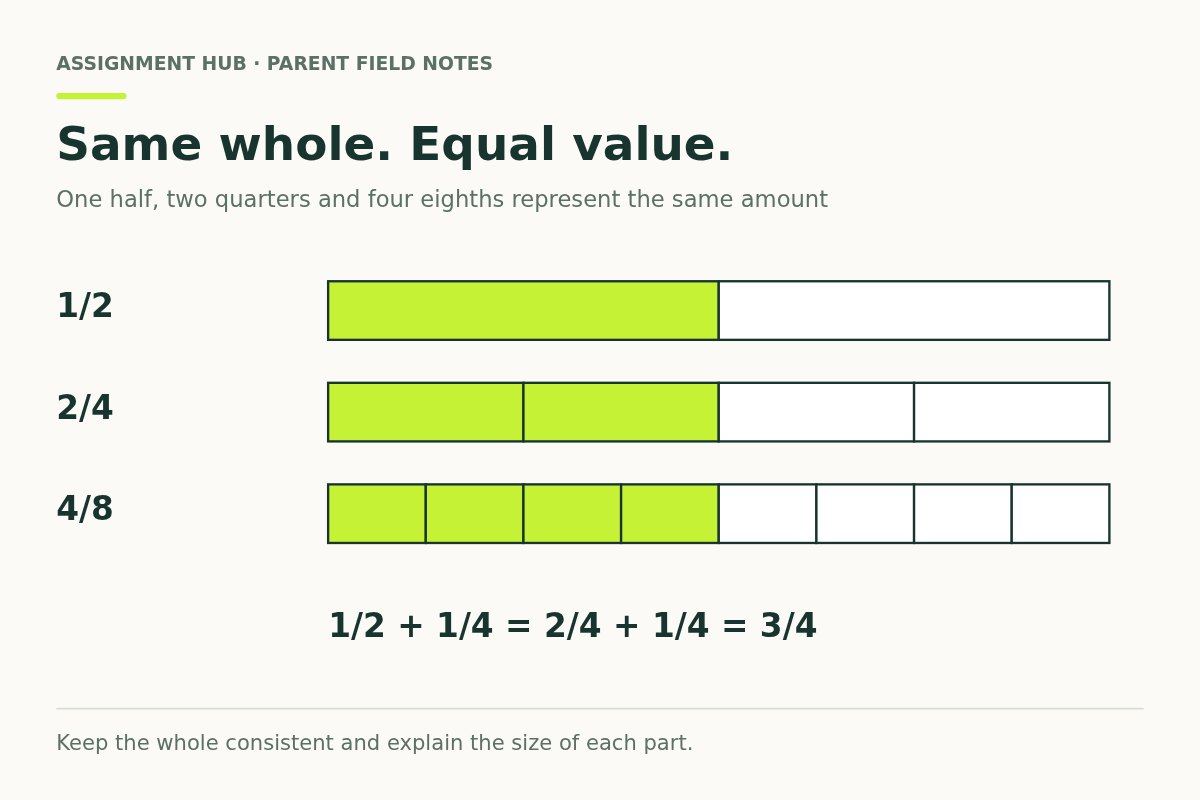 ASSIGNMENT HUB · PARENT FIELD NOTES
Same whole. Equal value.
One half, two quarters and four eighths represent the same amount
1/2
2/4
4/8
1/2 + 1/4 = 2/4 + 1/4 = 3/4
Keep the whole consistent and explain the size of each part.